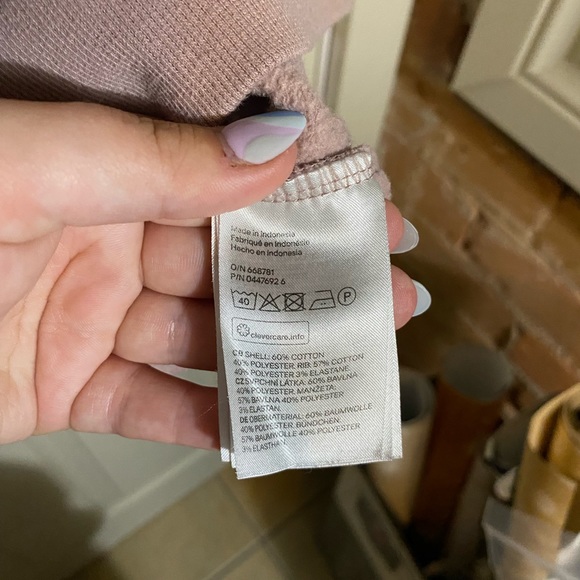 Made in Indonesia
Fabriqué en Indonésie
Hecho en Indonesia
O/N 668781
P/N 0447692 6
40
P
clevercare.info
GB SHELL: 60% COTTON
40% POLYESTER. RIB: 57% COTTON
40% POLYESTER 3% ELASTANE.
CZ SVRCHNÍ LÁTKA: 60% BAVLNA
40% POLYESTER. MANŽETA:
57% BAVLNA 40% POLYESTER
3% ELASTAN.
DE OBERMATERIAL: 60% BAUMWOLLE
40% POLYESTER. BÜNDCHEN:
57% BAUMWOLLE 40% POLYESTER
3% ELASTHAN.